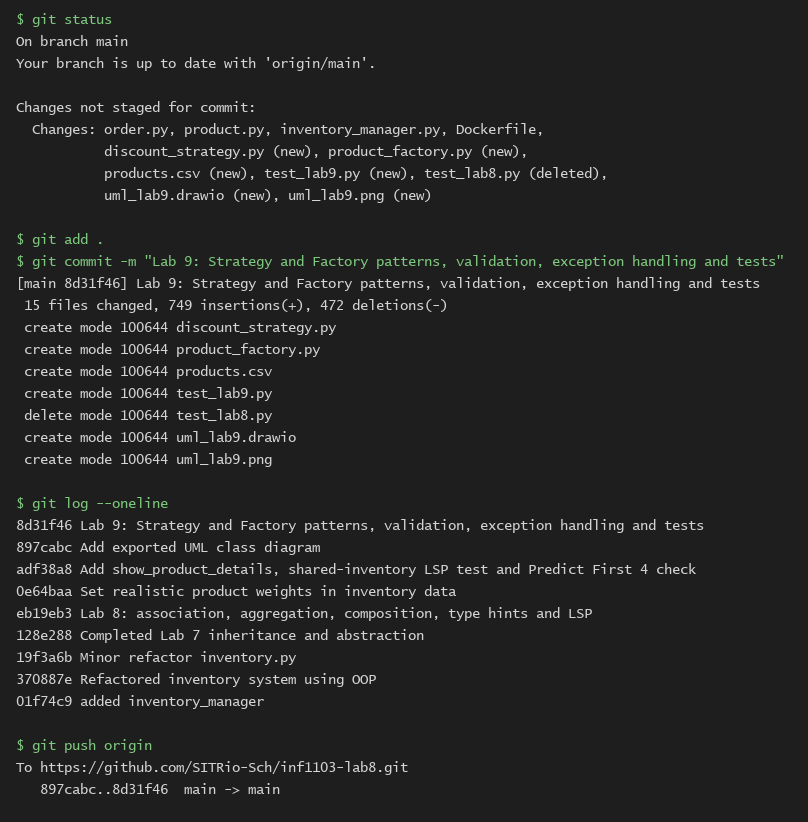 $ git status
On branch main
Your branch is up to date with 'origin/main'.
Changes not staged for commit:
Changes: order.py, product.py, inventory_manager.py, Dockerfile,
discount_strategy.py (new), product_factory.py (new),
products.csv (new), test_lab9.py (new), test_lab8.py (deleted),
uml_lab9.drawio (new), uml_lab9.png (new)
$ git add .
$ git commit -m "Lab 9: Strategy and Factory patterns, validation, exception handling and tests"
[main 8d31f46] Lab 9: Strategy and Factory patterns, validation, exception handling and tests
15 files changed, 749 insertions(+), 472 deletions(-)
create mode 100644 discount_strategy.py
create mode 100644 product_factory.py
create mode 100644 products.csv
create mode 100644 test_lab9.py
delete mode 100644 test_lab8.py
create mode 100644 uml_lab9.drawio
create mode 100644 uml_lab9.png
$ git log --oneline
8d31f46 Lab 9: Strategy and Factory patterns, validation, exception handling and tests
897cabc Add exported UML class diagram
adf38a8 Add show_product_details, shared-inventory LSP test and Predict First 4 check
0e64baa Set realistic product weights in inventory data
eb19eb3 Lab 8: association, aggregation, composition, type hints and LSP
128e288 Completed Lab 7 inheritance and abstraction
19f3a6b Minor refactor inventory.py
370887e Refactored inventory system using OOP
01f74c9 added inventory_manager
$ git push origin
To https://github.com/SITRio-Sch/inf1103-lab8.git
897cabc..8d31f46  main -> main